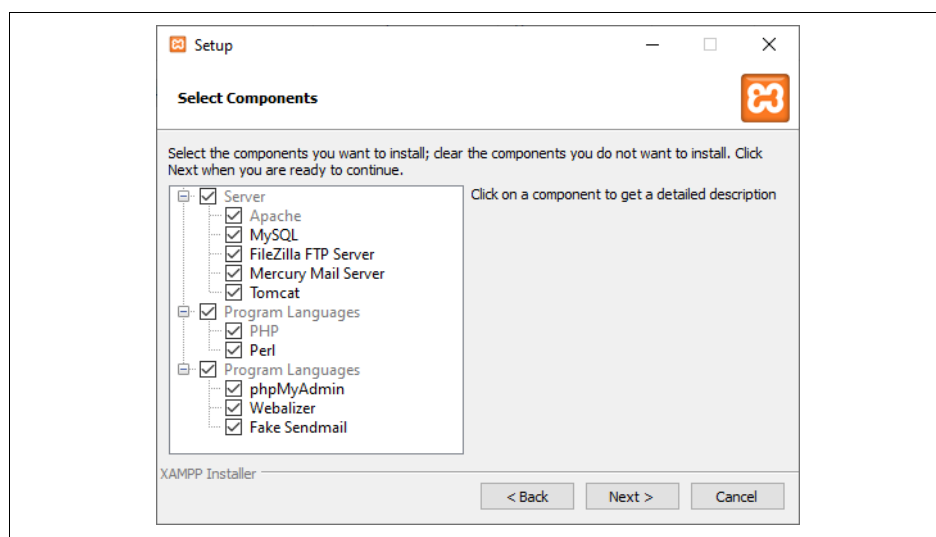 Setup
Select Components
Select the components you want to install; clear the components you do not want to install. Click
Next when you are ready to continue.
Server
Apache
MySQL
FileZilla FTP Server
Mercury Mail Server
Tomcat
Program Languages
PHP
Perl
Program Languages
phpMyAdmin
Webalizer
Fake Sendmail
Click on a component to get a detailed description
XAMPP Installer
< Back
Next >
Cancel